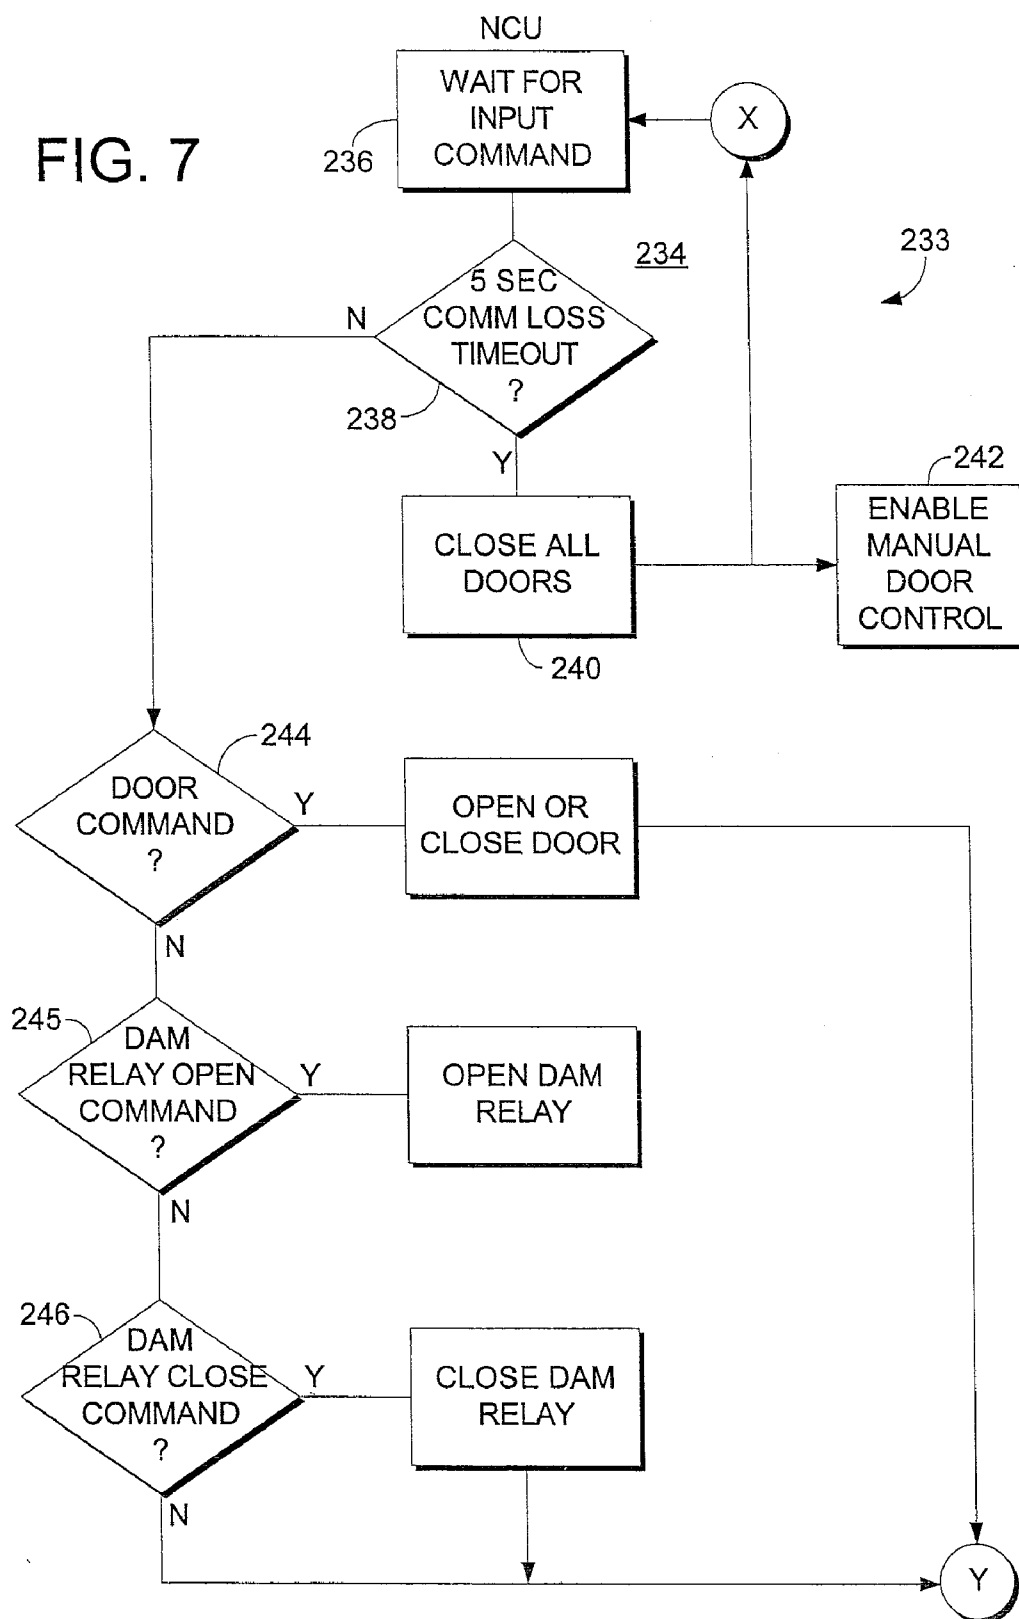 FIG. 7
NCU
WAIT FOR
INPUT
COMMAND
236
X
234
233
5 SEC
COMM LOSS
TIMEOUT
?
N
238
Y
CLOSE ALL
DOORS
240
242
ENABLE
MANUAL
DOOR
CONTROL
244
DOOR
COMMAND
?
Y
OPEN OR
CLOSE DOOR
N
245
DAM
RELAY OPEN
COMMAND
?
Y
OPEN DAM
RELAY
N
246
DAM
RELAY CLOSE
COMMAND
?
Y
CLOSE DAM
RELAY
N
Y